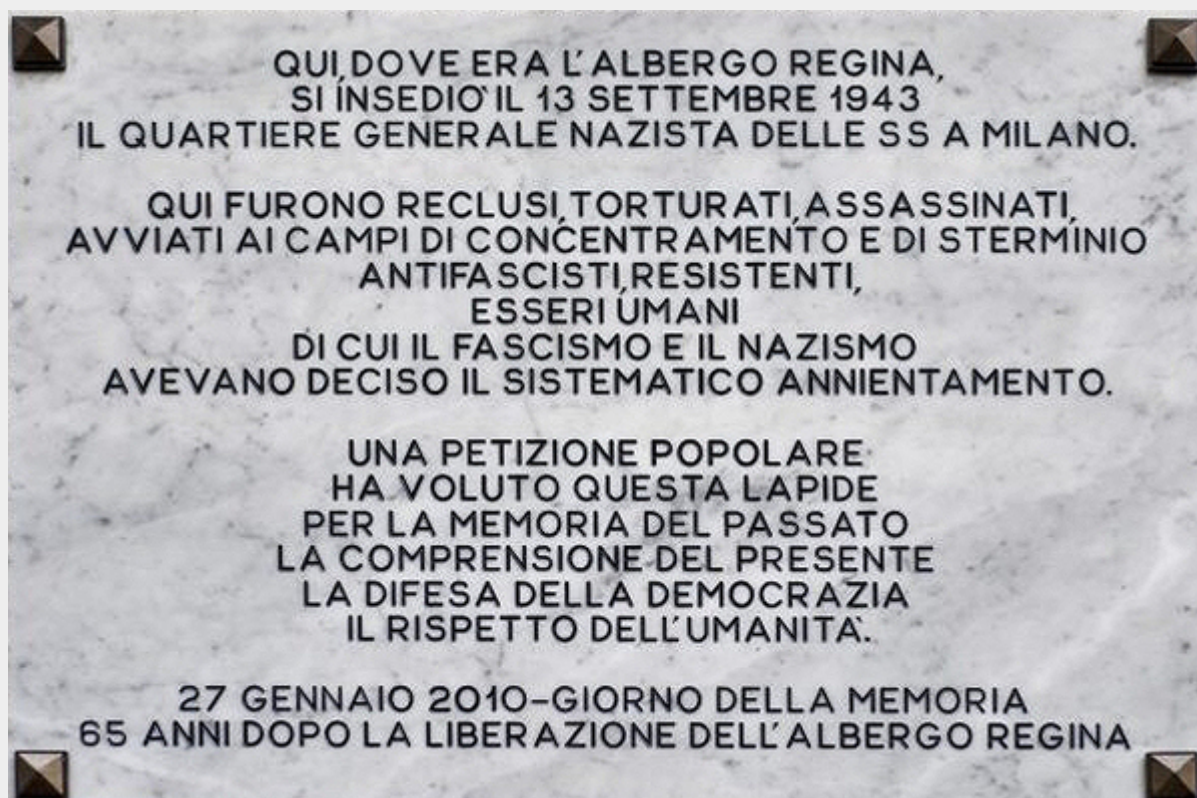 QUI, DOVE ERA L'ALBERGO REGINA,
SI INSEDIO' IL 13 SETTEMBRE 1943
IL QUARTIERE GENERALE NAZISTA DELLE SS A MILANO.
QUI FURONO RECLUSI, TORTURATI, ASSASSINATI,
AVVIATI AI CAMPI DI CONCENTRAMENTO E DI STERMINIO
ANTIFASCISTI, RESISTENTI,
ESSERI UMANI
DI CUI IL FASCISMO E IL NAZISMO
AVEVANO DECISO IL SISTEMATICO ANNIENTAMENTO.
UNA PETIZIONE POPOLARE
HA VOLUTO QUESTA LAPIDE
PER LA MEMORIA DEL PASSATO
LA COMPRENSIONE DEL PRESENTE
LA DIFESA DELLA DEMOCRAZIA
IL RISPETTO DELL'UMANITA'.
27 GENNAIO 2010-GIORNO DELLA MEMORIA
65 ANNI DOPO LA LIBERAZIONE DELL'ALBERGO REGINA